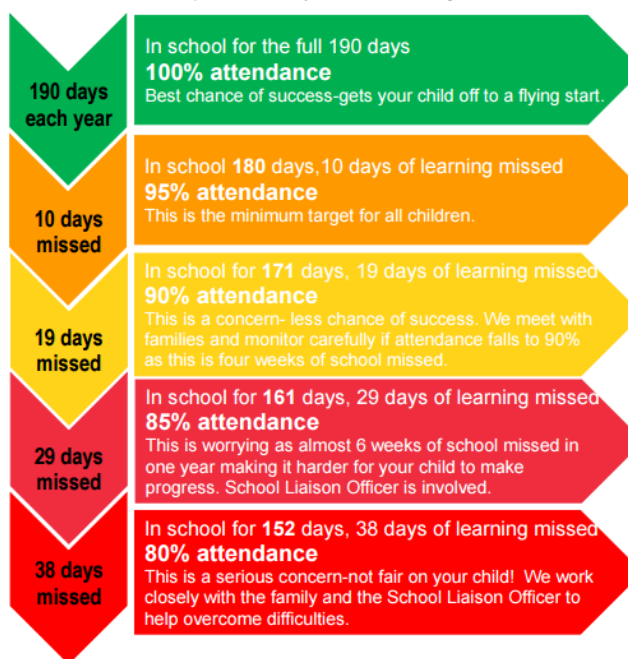 190 days
each year
In school for the full 190 days
100% attendance
Best chance of success-gets your child off to a flying start.
10 days
missed
In school 180 days,10 days of learning missed
95% attendance
This is the minimum target for all children.
19 days
missed
In school for 171 days, 19 days of learning missed
90% attendance
This is a concern- less chance of success. We meet with
families and monitor carefully if attendance falls to 90%
as this is four weeks of school missed.
29 days
missed
In school for 161 days, 29 days of learning missed
85% attendance
This is worrying as almost 6 weeks of school missed in
one year making it harder for your child to make
progress. School Liaison Officer is involved.
38 days
missed
In school for 152 days, 38 days of learning missed
80% attendance
This is a serious concern-not fair on your child! We work
closely with the family and the School Liaison Officer to
help overcome difficulties.